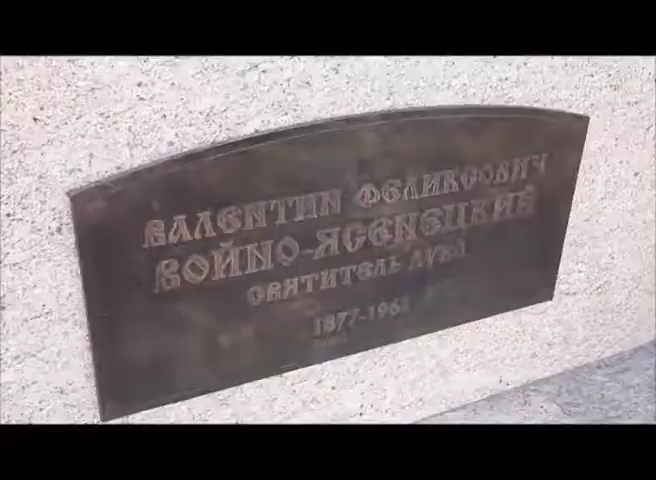 ВАЛЕНТИН ФЕЛИКСОВИЧ
ВОЙНО-ЯСЕНЕЦКИЙ
СВЯТИТЕЛЬ ЛУКА
1877-1961